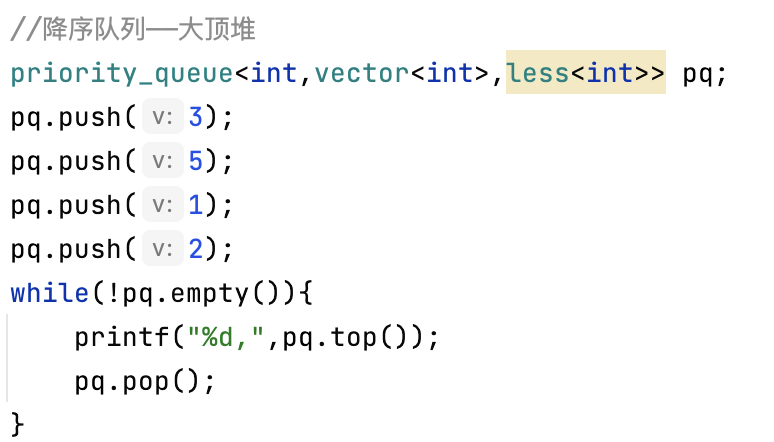 //降序队列——大顶堆
priority_queue<int,vector<int>,less<int>> pq;
pq.push( v: 3);
pq.push( v: 5);
pq.push( v: 1);
pq.push( v: 2);
while(!pq.empty()){
    printf("%d,",pq.top());
    pq.pop();
}